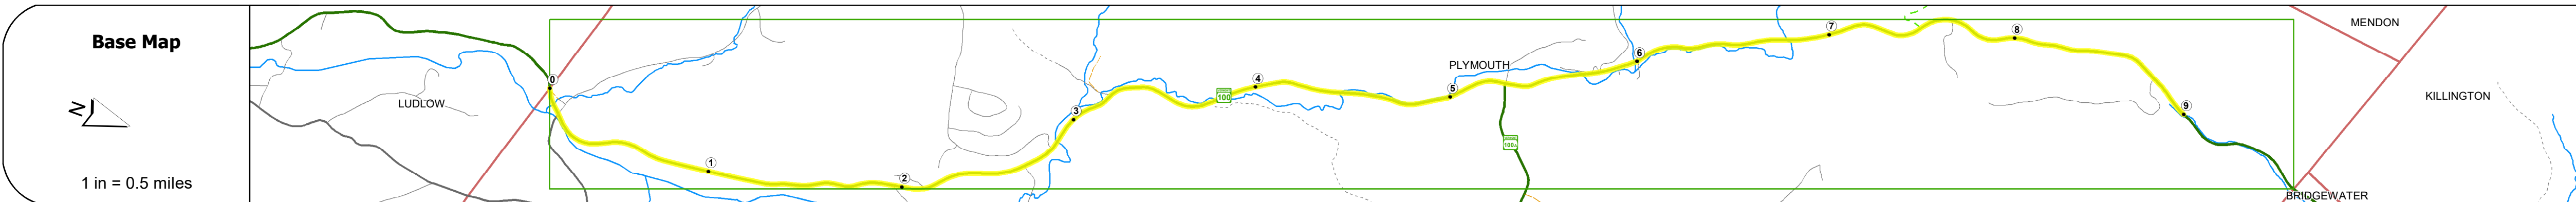 Base Map
N
1 in = 0.5 miles
LUDLOW
0
1
2
3
100
4
5
PLYMOUTH
100A
6
7
8
9
MENDON
KILLINGTON
BRIDGEWATER